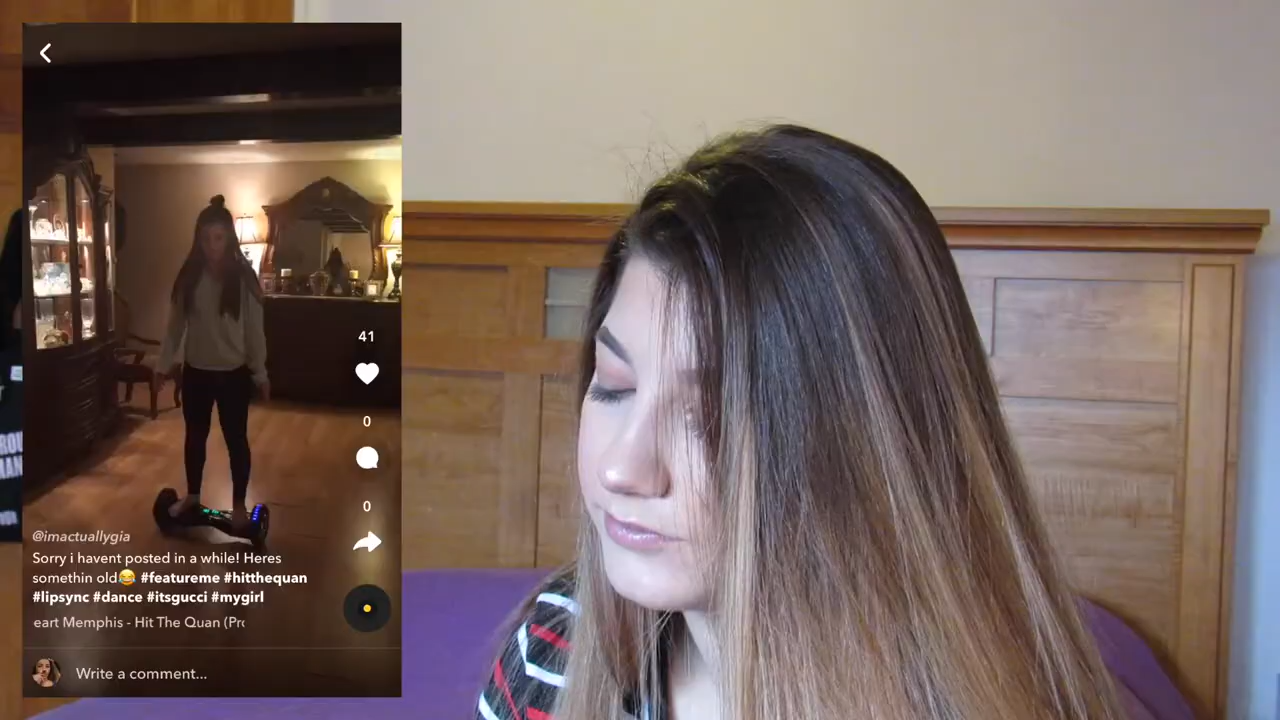 41
0
0
@imactuallygia
Sorry i havent posted in a while! Heres
somethin old😂 #featureme #hitthequan
#lipsync #dance #itsgucci #mygirl
eart Memphis - Hit The Quan (Pro
Write a comment...